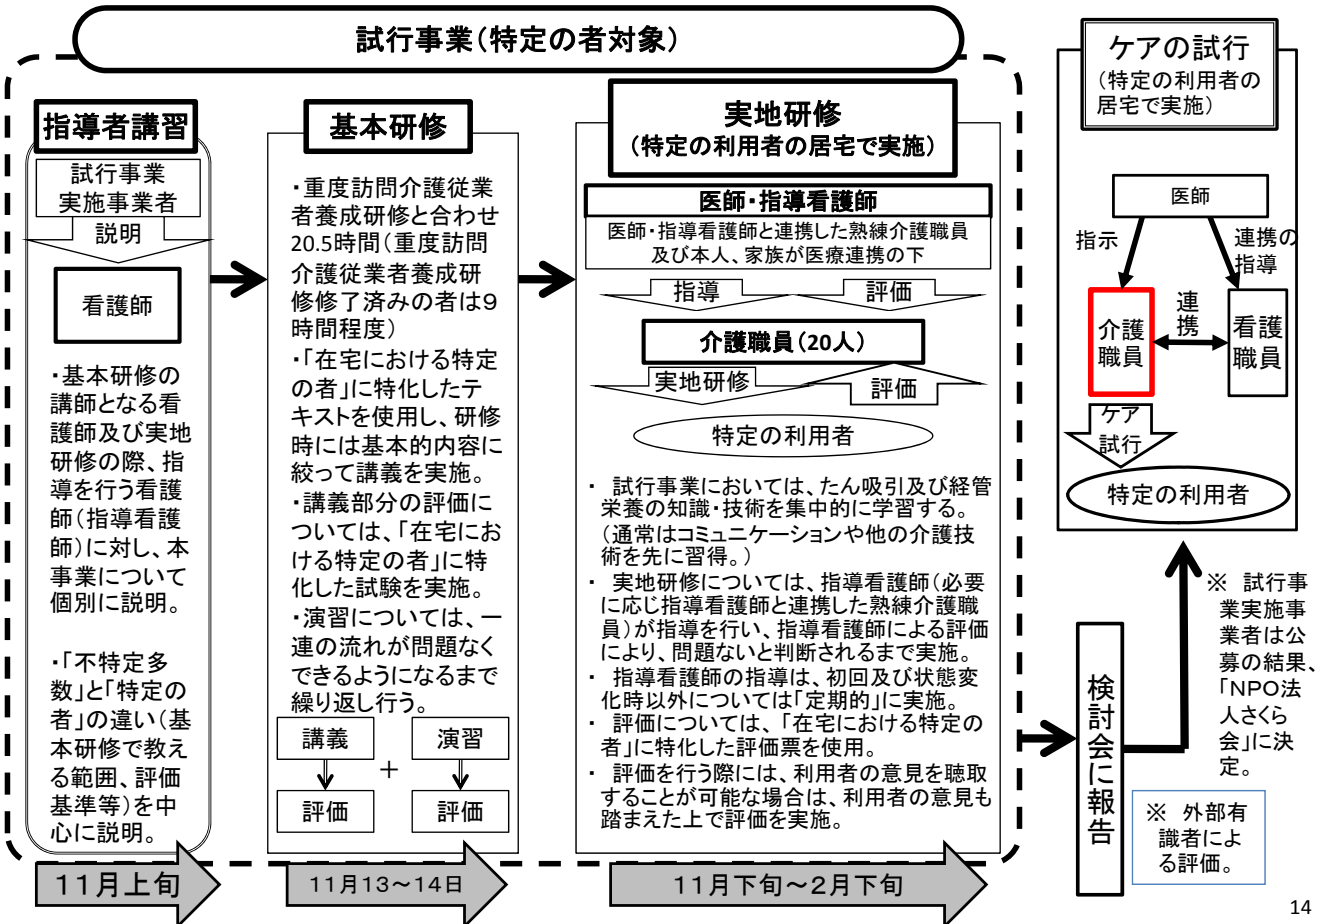 試行事業(特定の者対象)
指導者講習
試行事業
実施事業者
説明
看護師
・基本研修の
講師となる看
護師及び実地
研修の際、指
導を行う看護
師(指導看護
師)に対し、本
事業について
個別に説明。
・「不特定多
数」と「特定の
者」の違い(基
本研修で教え
る範囲、評価
基準等)を中
心に説明。
11月上旬
基本研修
・重度訪問介護従業
者養成研修と合わせ
20.5時間(重度訪問
介護従業者養成研
修修了済みの者は9
時間程度)
・「在宅における特定
の者」に特化したテ
キストを使用し、研修
時には基本的内容に
絞って講義を実施。
・講義部分の評価に
ついては、「在宅にお
ける特定の者」に特
化した試験を実施。
・演習については、一
連の流れが問題なく
できるようになるまで
繰り返し行う。
講義
演習
+
評価
評価
11月13~14日
実地研修
(特定の利用者の居宅で実施)
医師・指導看護師
医師・指導看護師と連携した熟練介護職員
及び本人、家族が医療連携の下
指導
評価
介護職員(20人)
実地研修
評価
特定の利用者
・ 試行事業においては、たん吸引及び経管
栄養の知識・技術を集中的に学習する。
(通常はコミュニケーションや他の介護技
術を先に習得。)
・ 実地研修については、指導看護師(必要
に応じ指導看護師と連携した熟練介護職
員)が指導を行い、指導看護師による評価
により、問題ないと判断されるまで実施。
・ 指導看護師の指導は、初回及び状態変
化時以外については「定期的」に実施。
・ 評価については、「在宅における特定の
者」に特化した評価票を使用。
・ 評価を行う際には、利用者の意見を聴取
することが可能な場合は、利用者の意見も
踏まえた上で評価を実施。
11月下旬~2月下旬
ケアの試行
(特定の利用者の
居宅で実施)
医師
指示
連携の
指導
介護
職員
連
携
看護
職員
ケア
試行
特定の利用者
検討会に報告
※ 試行事
業実施事
業者は公
募の結果、
「NPO法
人さくら
会」に決
定。
※ 外部有
識者によ
る評価。
14